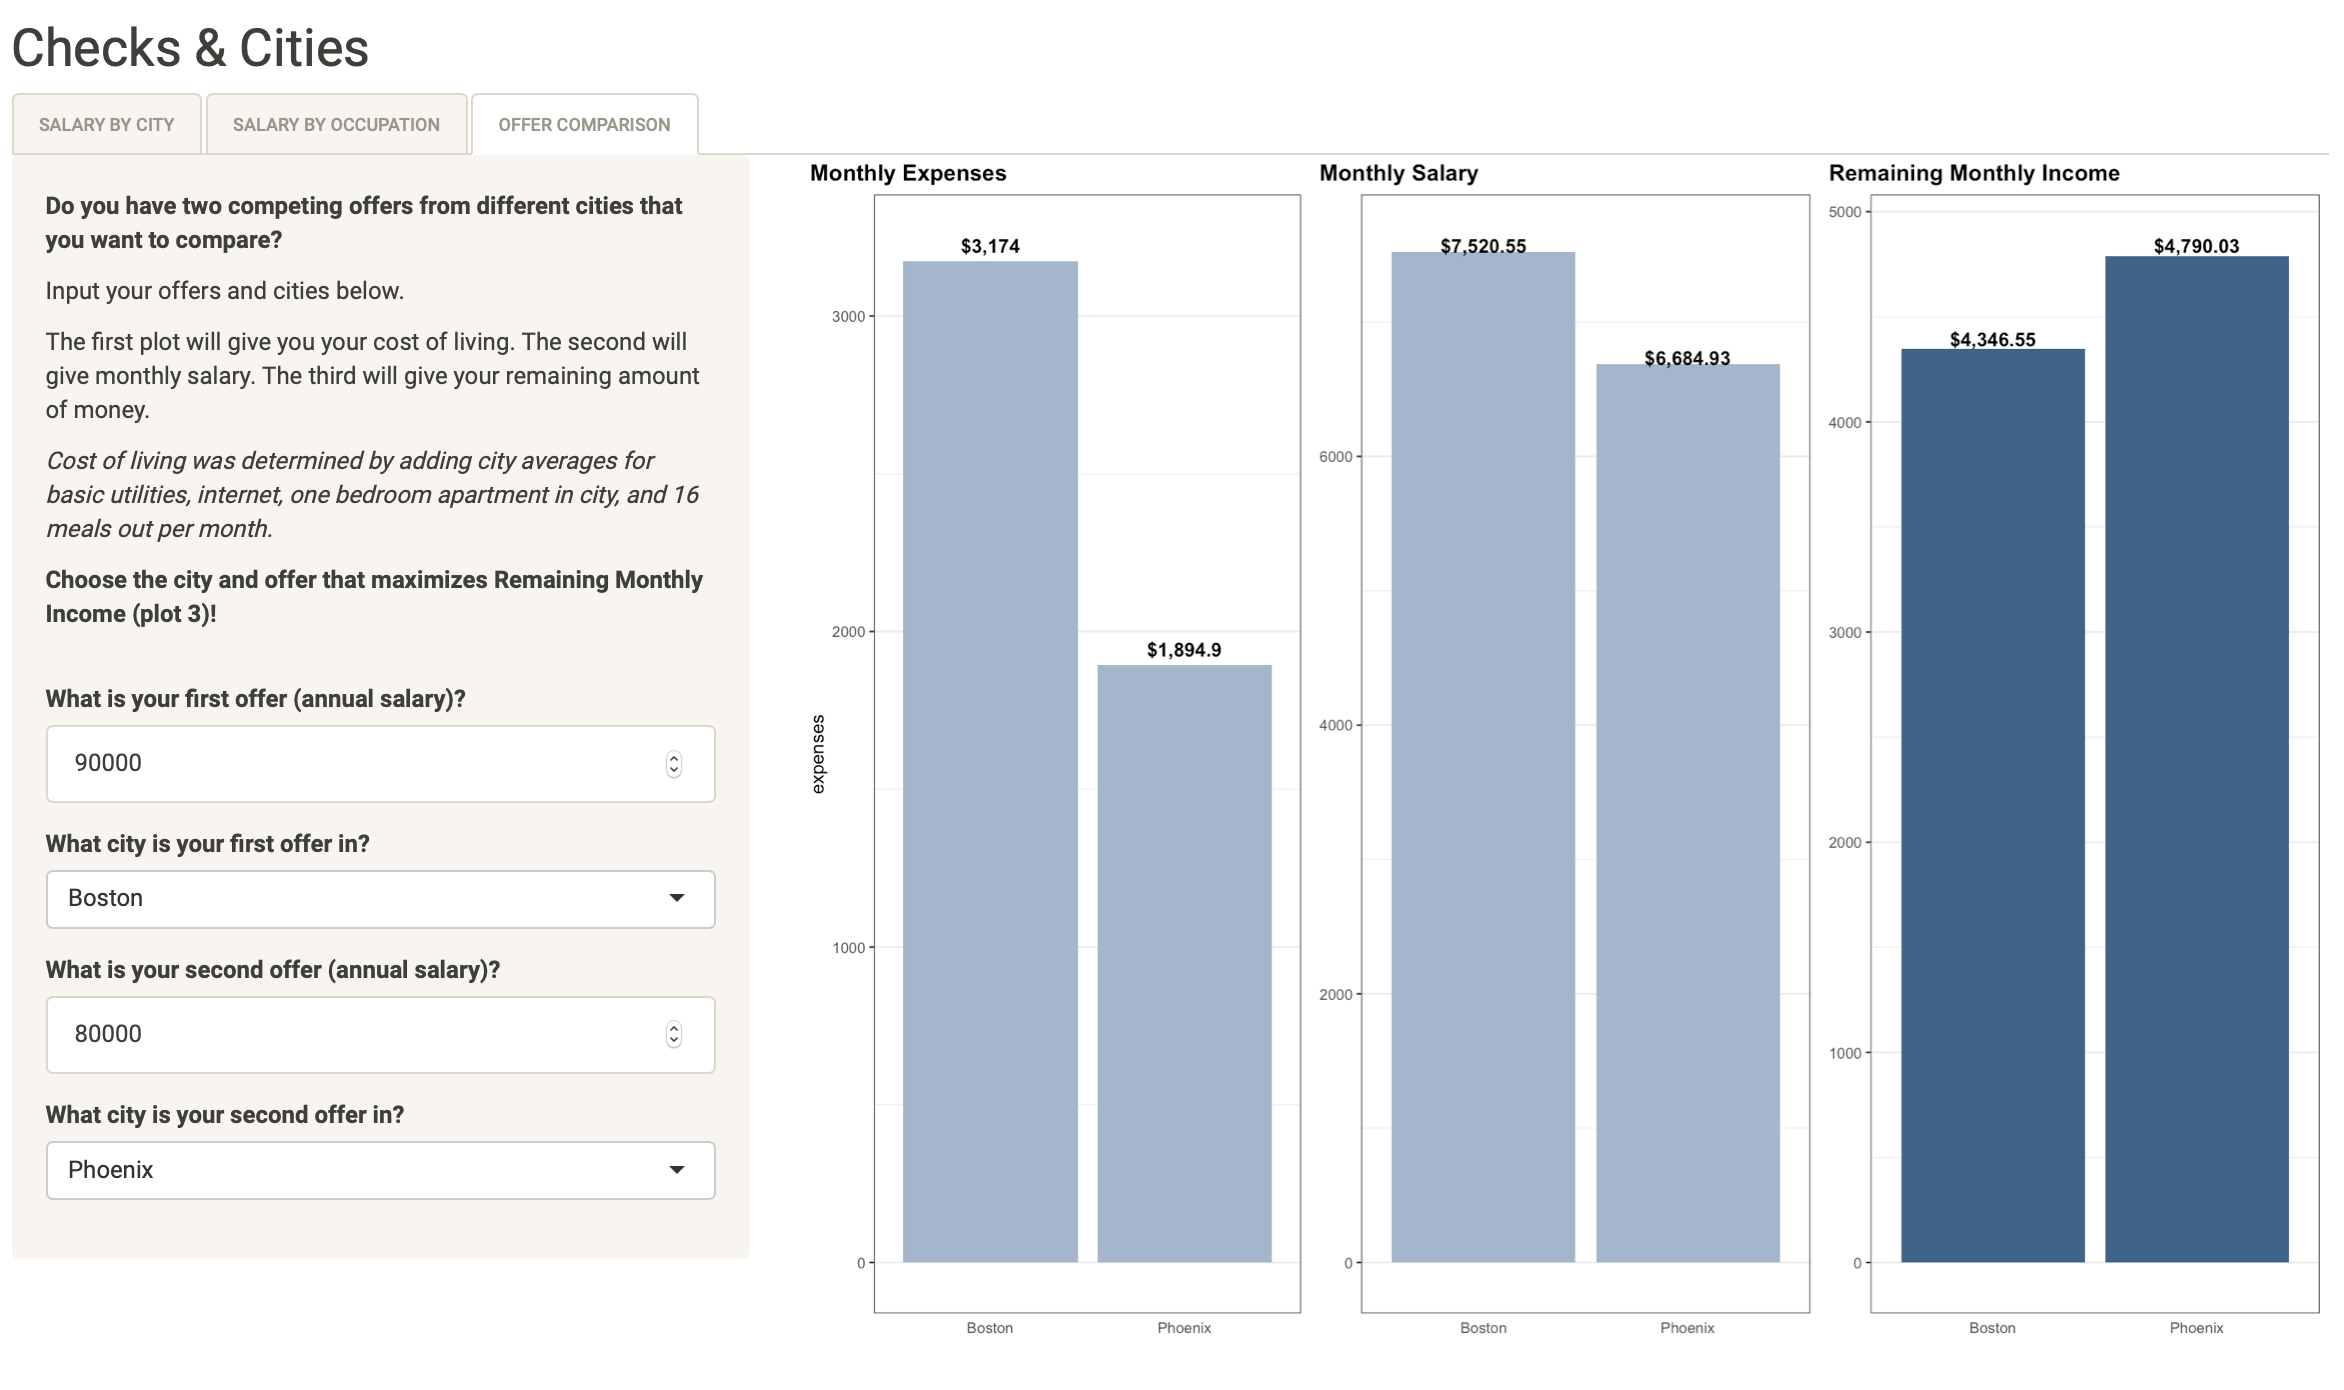 Checks & Cities
SALARY BY CITY
SALARY BY OCCUPATION
OFFER COMPARISON
Do you have two competing offers from different cities that
you want to compare?
Input your offers and cities below.
The first plot will give you your cost of living. The second will
give monthly salary. The third will give your remaining amount
of money.
Cost of living was determined by adding city averages for
basic utilities, internet, one bedroom apartment in city, and 16
meals out per month.
Choose the city and offer that maximizes Remaining Monthly
Income (plot 3)!
What is your first offer (annual salary)?
90000
What city is your first offer in?
Boston
What is your second offer (annual salary)?
80000
What city is your second offer in?
Phoenix
Monthly Expenses
expenses
3000
2000
1000
0
$3,174
$1,894.9
Boston
Phoenix
Monthly Salary
6000
4000
2000
0
$7,520.55
$6,684.93
Boston
Phoenix
Remaining Monthly Income
5000
4000
3000
2000
1000
0
$4,346.55
$4,790.03
Boston
Phoenix